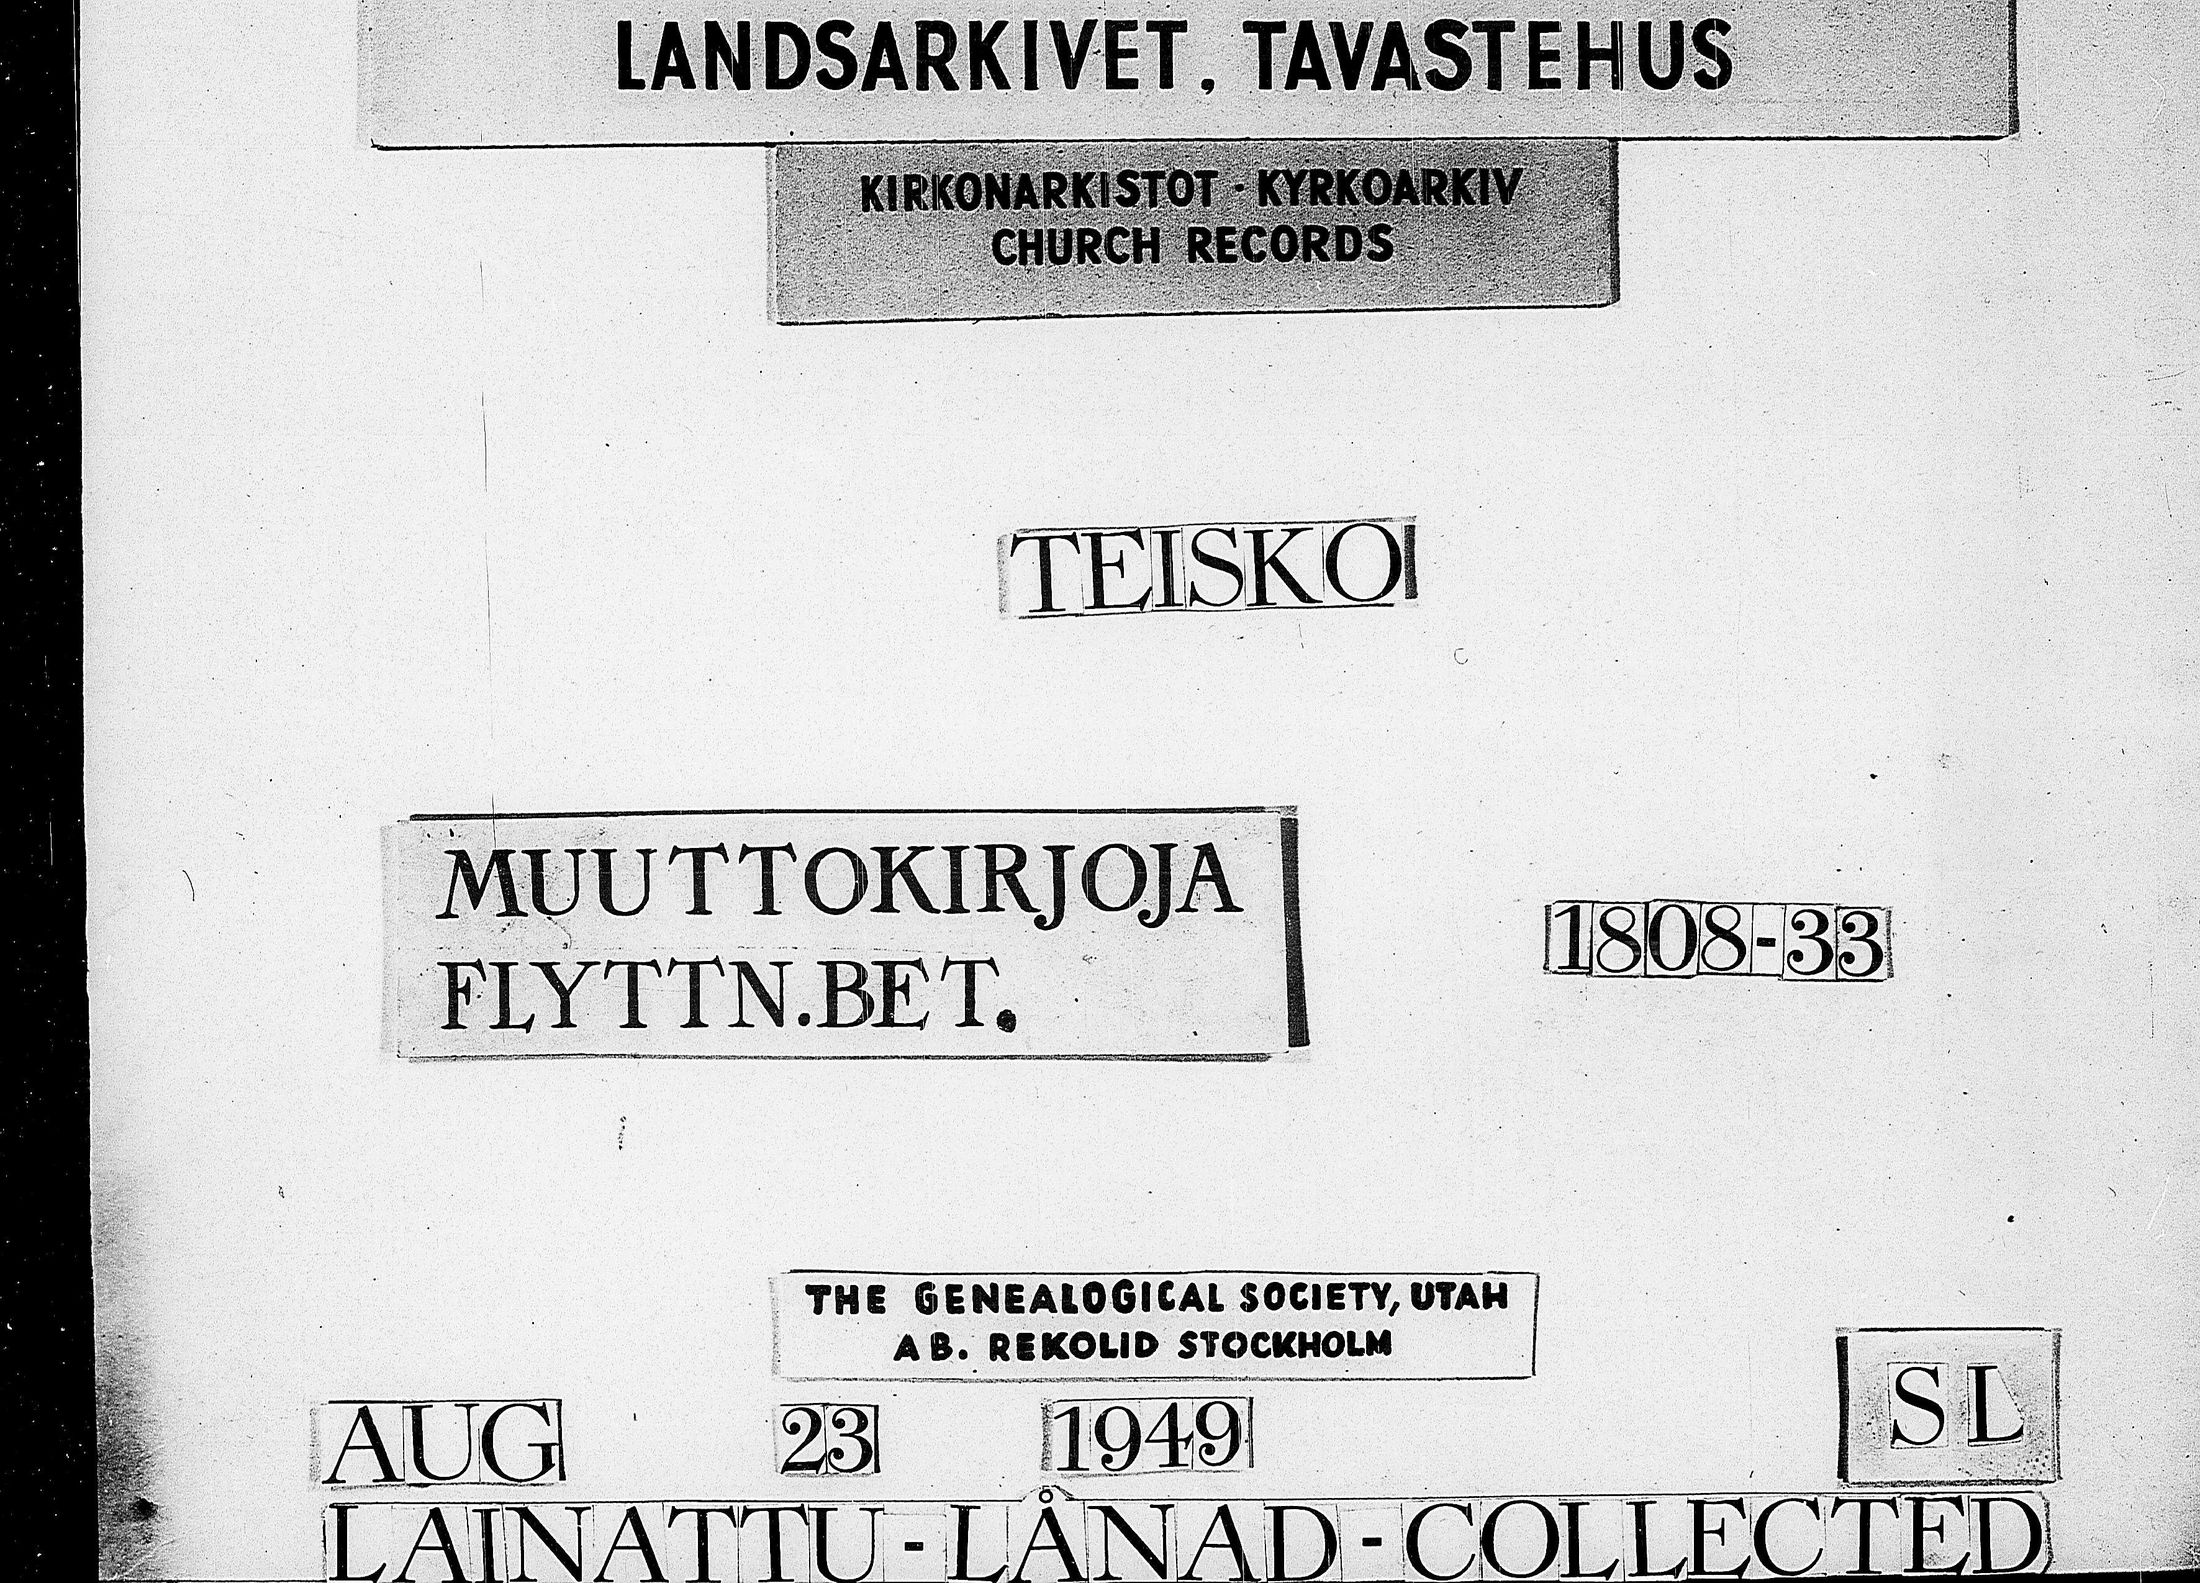 LANDSARKIVET, TAVASTEHUS
KIRKONARKISTOT · KYRKOARKIV
CHURCH RECORDS
TEISKO
MUUTTOKIRJOJA
FLYTTN.BET.
1808-33
THE GENEALOGICAL SOCIETY, UTAH
AB. REKOLID STOCKHOLM
SL
AUG 23 1949
LAINATTU-LÅNAD-COLLECTED